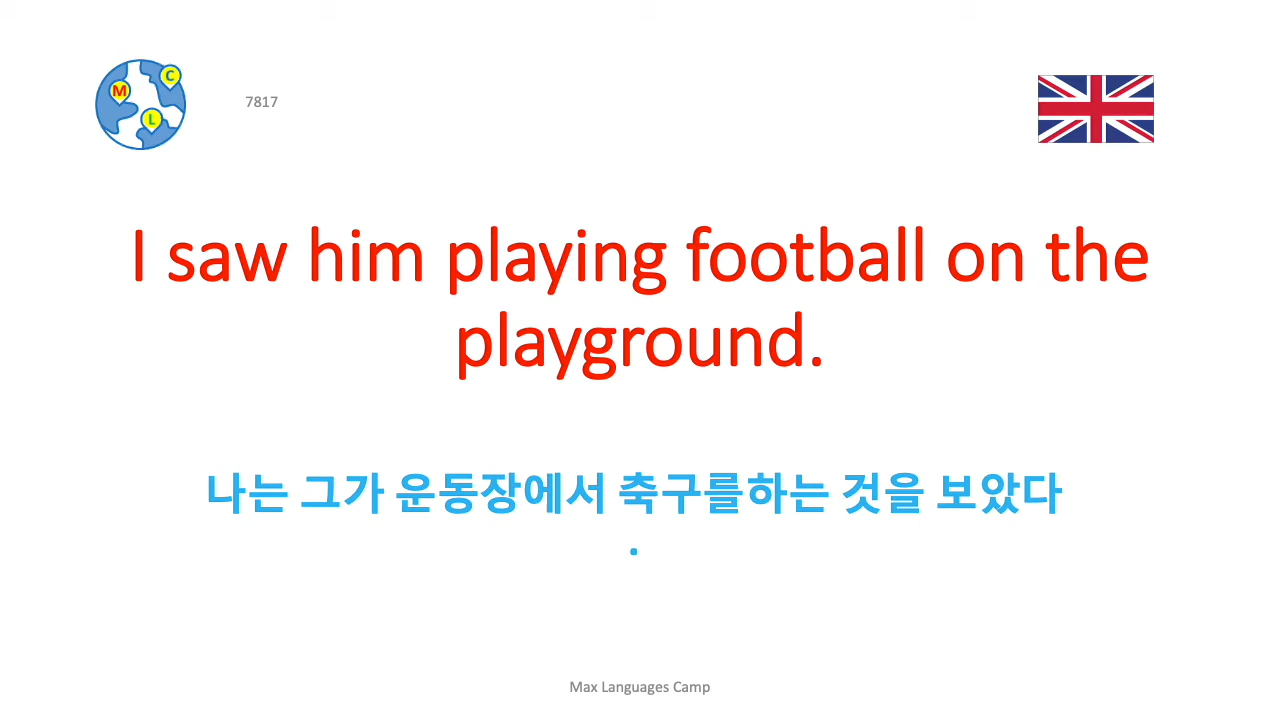 C
M
L
7817
I saw him playing football on the
playground.
나는 그가 운동장에서 축구를하는 것을 보았다
.
Max Languages Camp